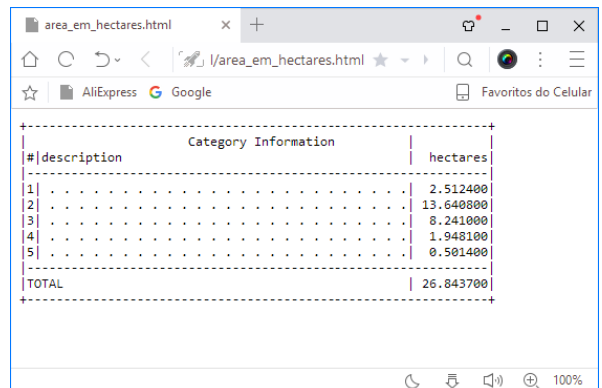 area_em_hectares.html
l/area_em_hectares.html
AliExpress G Google Favoritos do Celular
+----------------------------------------------------------------+
| Category Information | |
|#|description | hectares|
|----------------------------------------------------------------|
|1| . . . . . . . . . . . . . . . . . . . . . . . . .| 2.512400|
|2| . . . . . . . . . . . . . . . . . . . . . . . . .| 13.640800|
|3| . . . . . . . . . . . . . . . . . . . . . . . . .| 8.241000|
|4| . . . . . . . . . . . . . . . . . . . . . . . . .| 1.948100|
|5| . . . . . . . . . . . . . . . . . . . . . . . . .| 0.501400|
|----------------------------------------------------------------|
|TOTAL | 26.843700|
+----------------------------------------------------------------+
100%